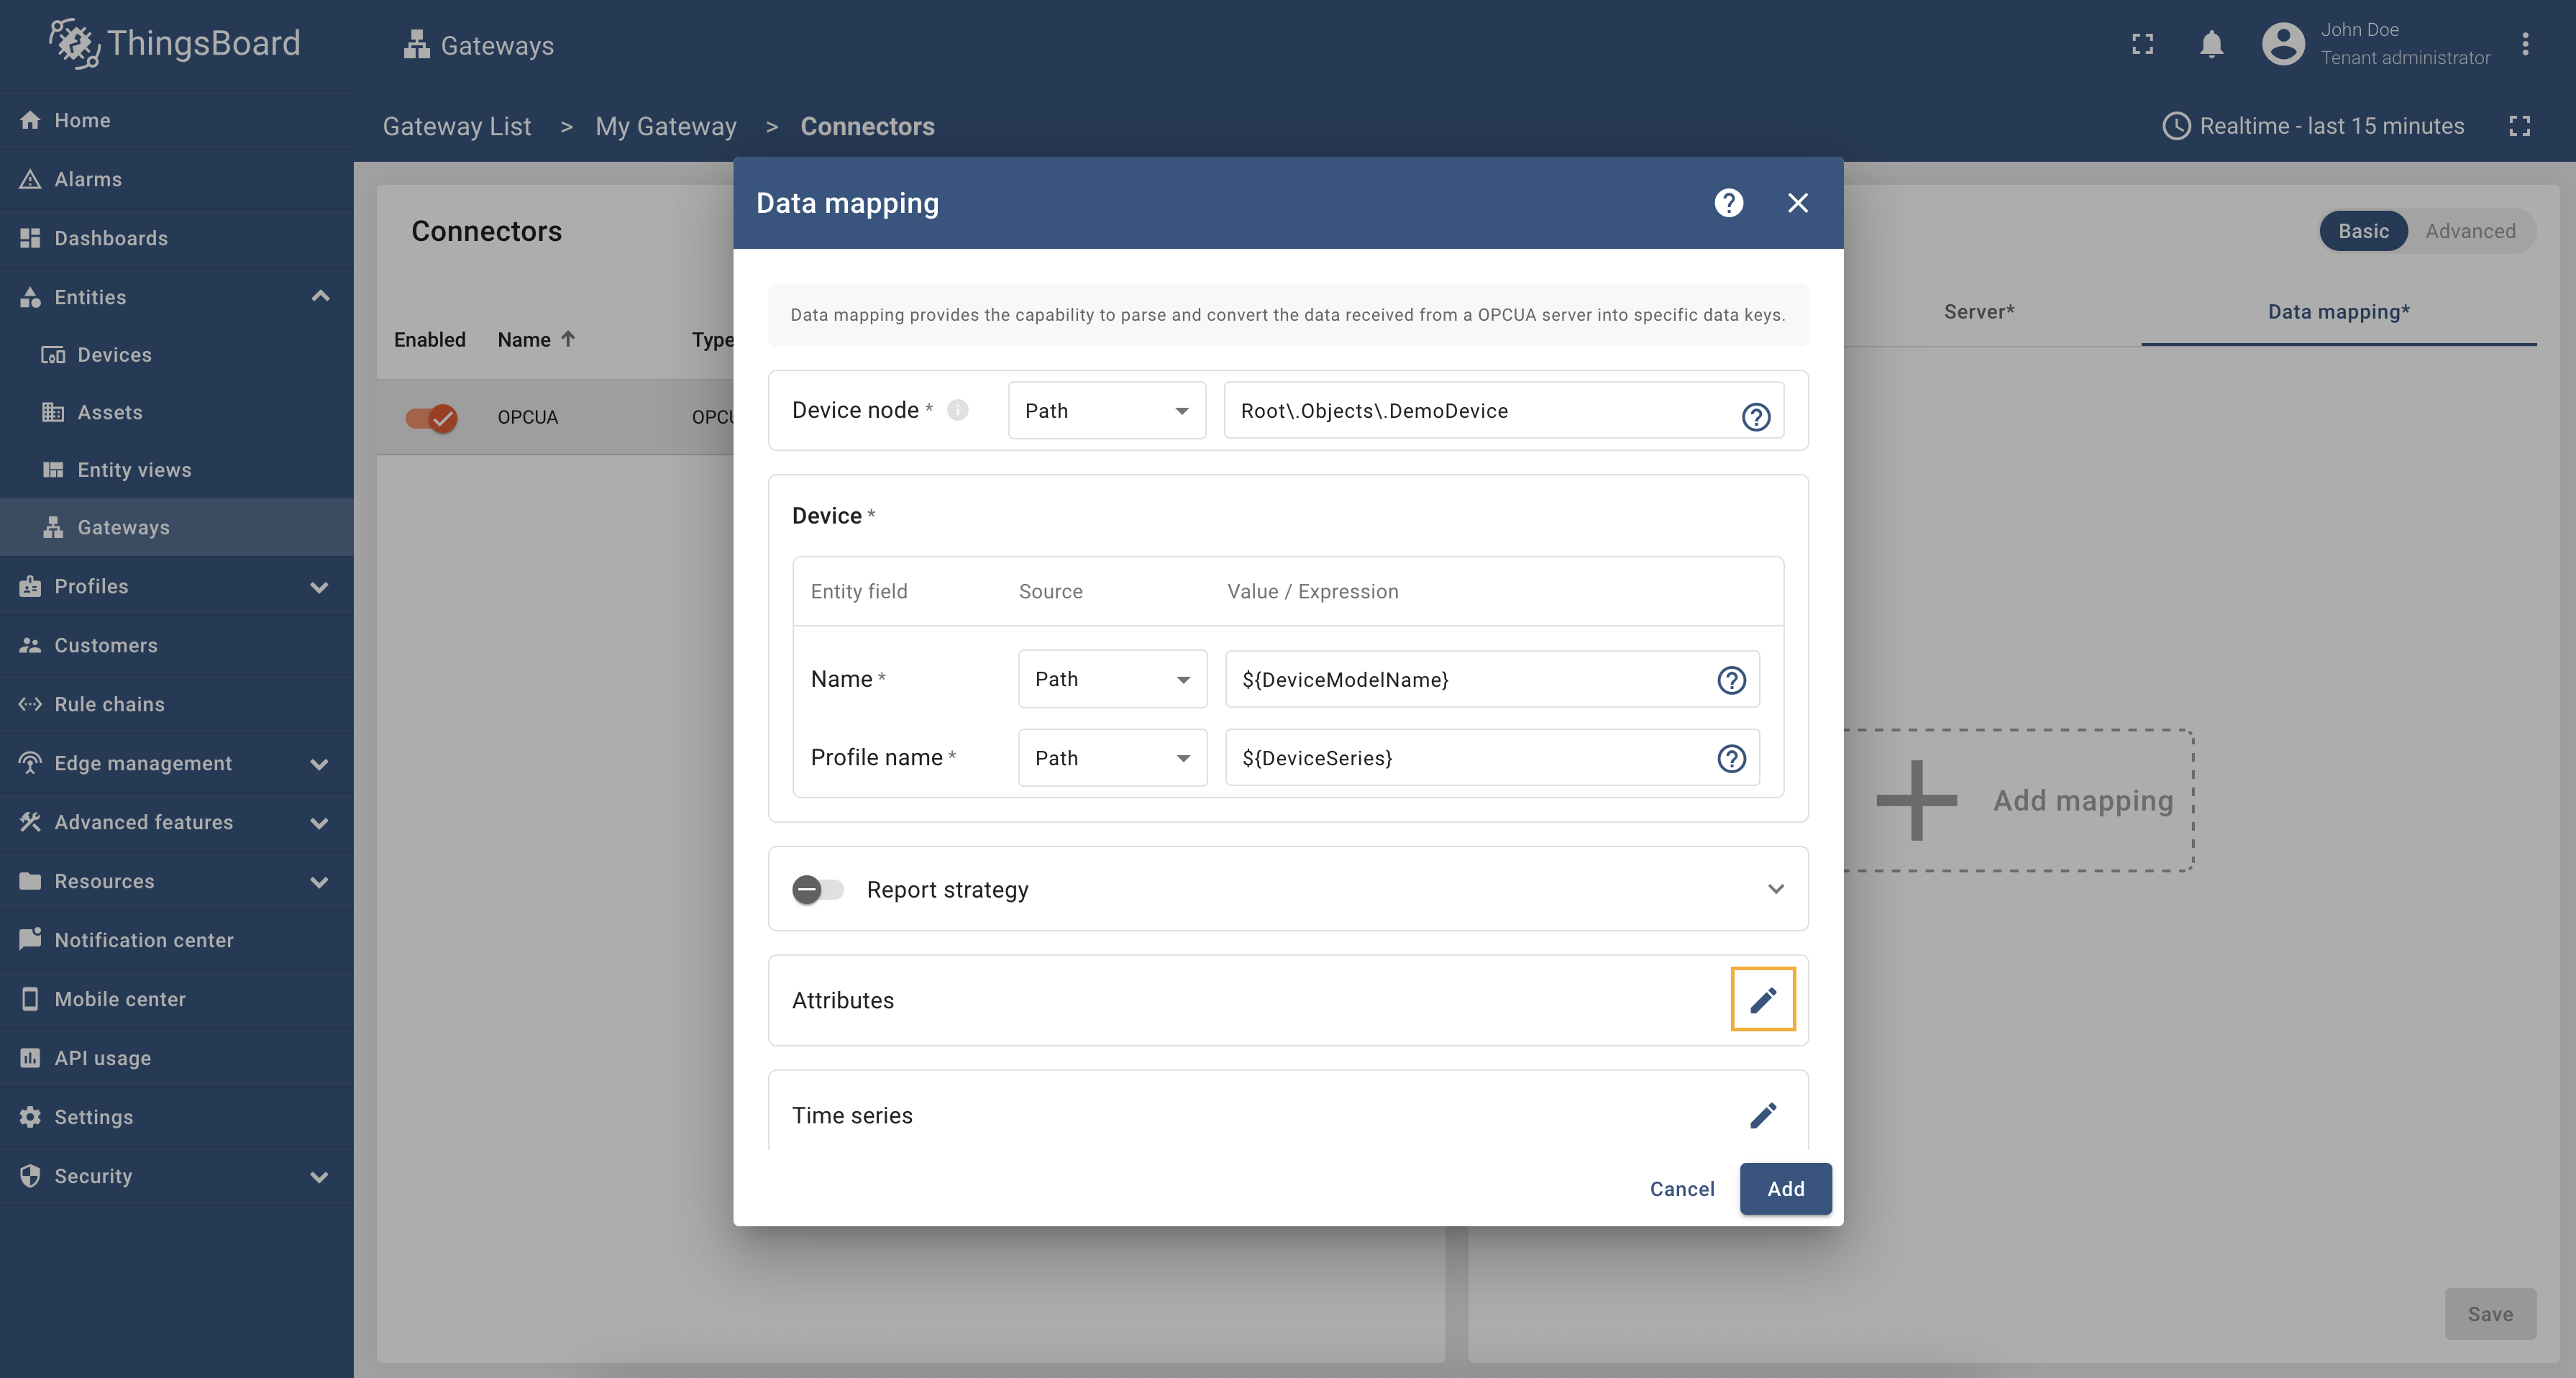 ThingsBoard
Gateways
John Doe
Tenant administrator
Gateway List > My Gateway > Connectors
Realtime - last 15 minutes
Home
Alarms
Dashboards
Entities
Devices
Assets
Entity views
Gateways
Profiles
Customers
Rule chains
Edge management
Advanced features
Resources
Notification center
Mobile center
API usage
Settings
Security
Connectors
Enabled Name Type
OPCUA OPCU
Basic Advanced
Server* Data mapping*
Add mapping
Save
Data mapping
Data mapping provides the capability to parse and convert the data received from a OPCUA server into specific data keys.
Device node * Path Root\.Objects\.DemoDevice
Device *
Entity field Source Value / Expression
Name * Path ${DeviceModelName}
Profile name * Path ${DeviceSeries}
Report strategy
Attributes
Time series
Cancel Add